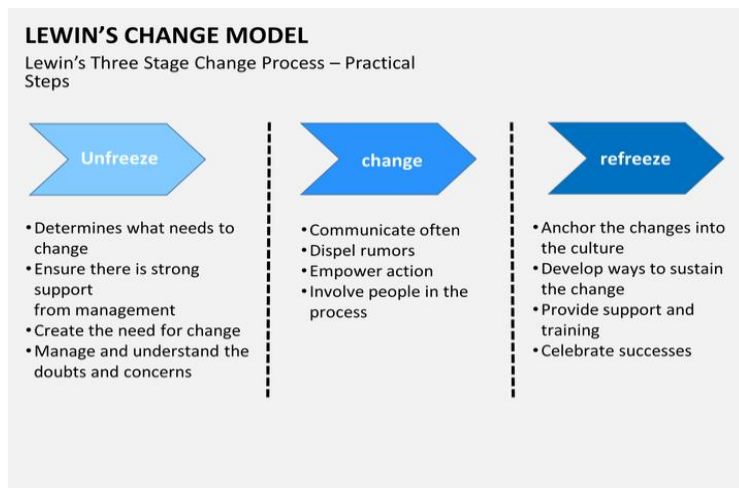 LEWIN'S CHANGE MODEL
Lewin's Three Stage Change Process – Practical
Steps
Unfreeze
•Determines what needs to
change
•Ensure there is strong
support
from management
•Create the need for change
•Manage and understand the
doubts and concerns
change
•Communicate often
•Dispel rumors
•Empower action
•Involve people in the
process
refreeze
•Anchor the changes into
the culture
•Develop ways to sustain
the change
•Provide support and
training
•Celebrate successes